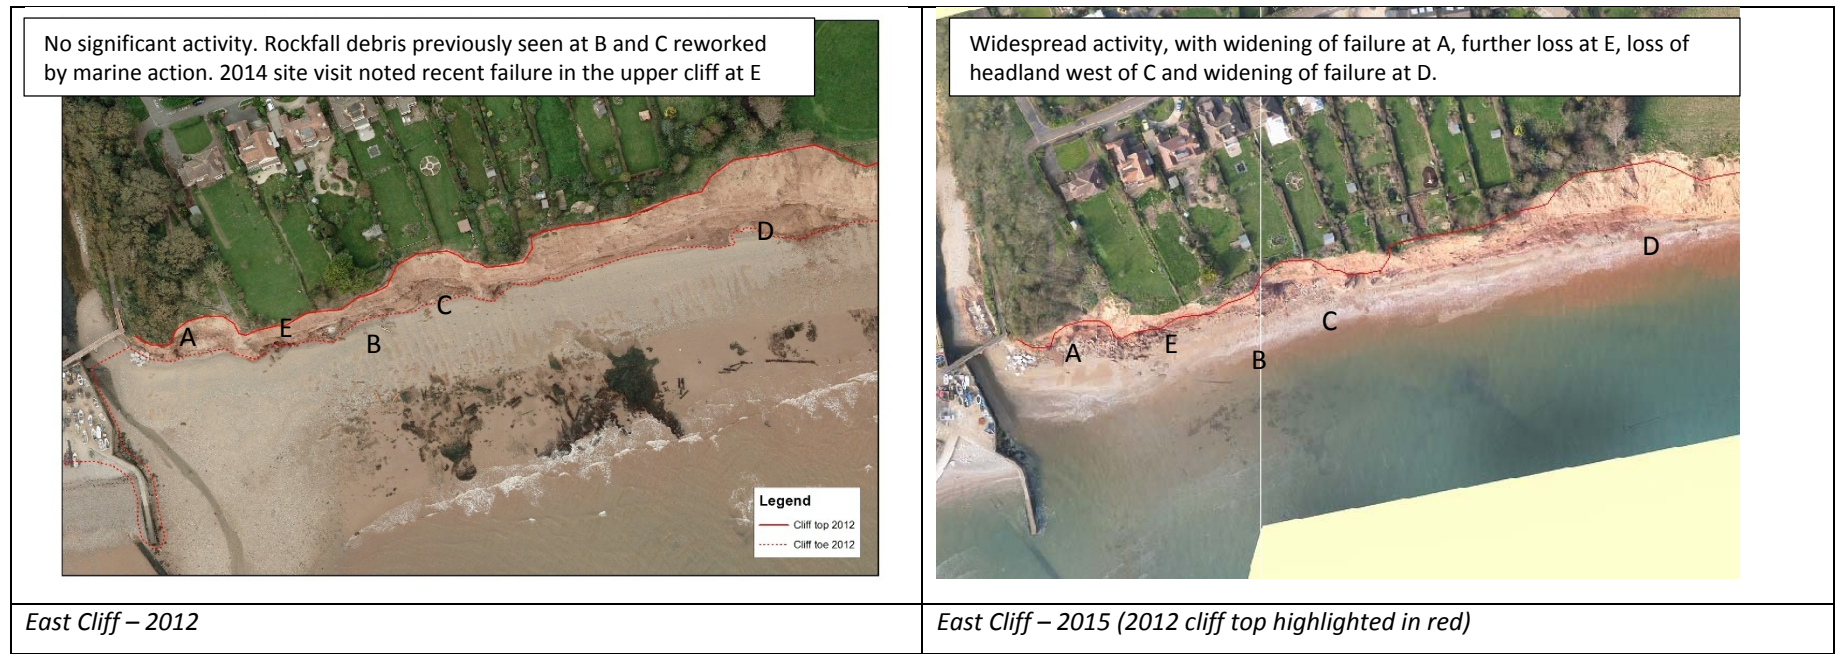 No significant activity. Rockfall debris previously seen at B and C reworked
by marine action. 2014 site visit noted recent failure in the upper cliff at E
A
E
B
C
D
Legend
Cliff top 2012
Cliff toe 2012
East Cliff – 2012
Widespread activity, with widening of failure at A, further loss at E, loss of
headland west of C and widening of failure at D.
A
E
B
C
D
East Cliff – 2015 (2012 cliff top highlighted in red)